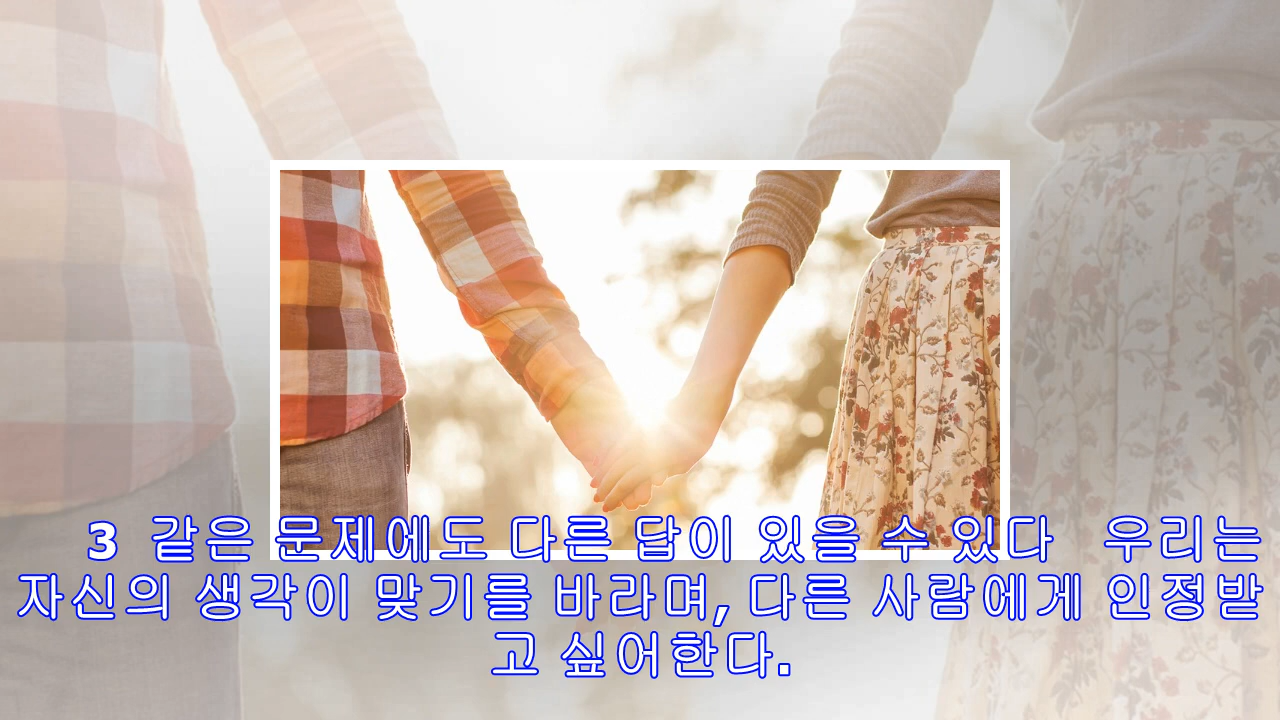 3 같은 문제에도 다른 답이 있을 수 있다 우리는
자신의 생각이 맞기를 바라며, 다른 사람에게 인정받
고 싶어한다.